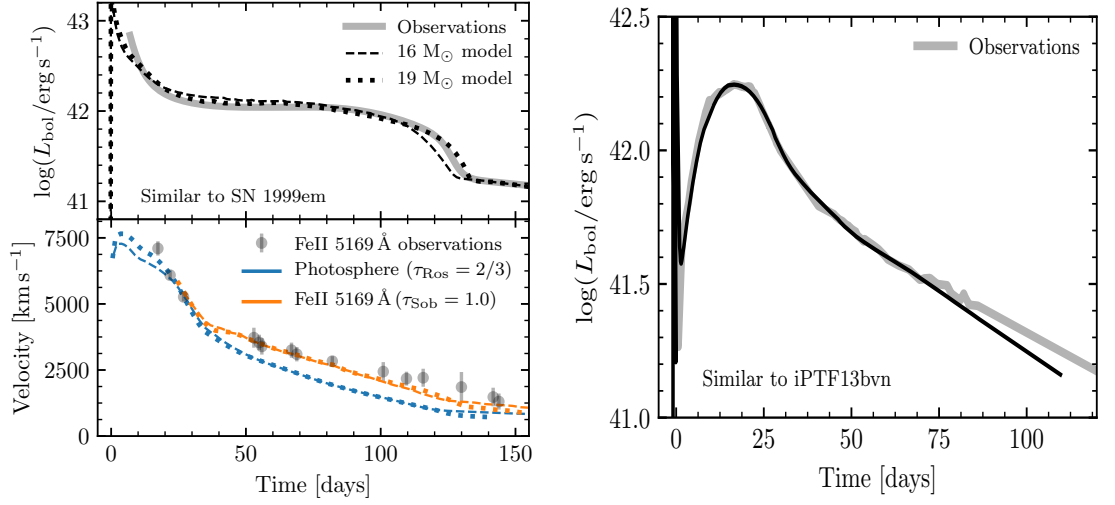 43
42
41
log(L_bol/erg s⁻¹)
Observations
16 M⊙ model
19 M⊙ model
Similar to SN 1999em
7500
5000
2500
0
Velocity [km s⁻¹]
FeII 5169 Å observations
Photosphere (τ_Ros = 2/3)
FeII 5169 Å (τ_Sob = 1.0)
0 50 100 150
Time [days]
42.5
42.0
41.5
41.0
log(L_bol/erg s⁻¹)
Observations
Similar to iPTF13bvn
0 25 50 75 100
Time [days]